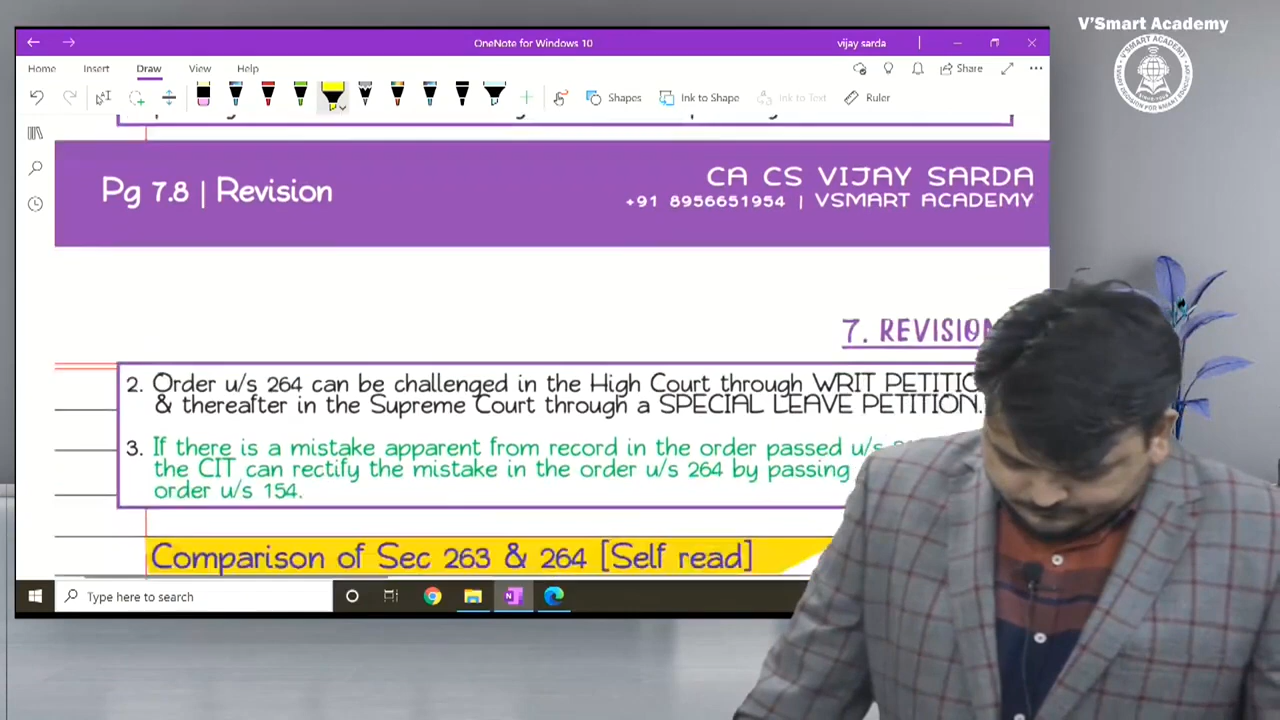 V'Smart Academy
OneNote for Windows 10
vijay sarda
Home Insert Draw View Help
Share
Shapes Ink to Shape Ink to Text Ruler
Pg 7.8 | Revision
CA CS VIJAY SARDA
+91 8956651954 | VSMART ACADEMY
7. REVISION
2. Order u/s 264 can be challenged in the High Court through WRIT
& thereafter in the Supreme Court through a SPECIAL LEAVE PETITION.
3. If there is a mistake apparent from record in the order passed u/s
the CIT can rectify the mistake in the order u/s 264 by passing
order u/s 154.
Comparison of Sec 263 & 264 [Self read]
Type here to search